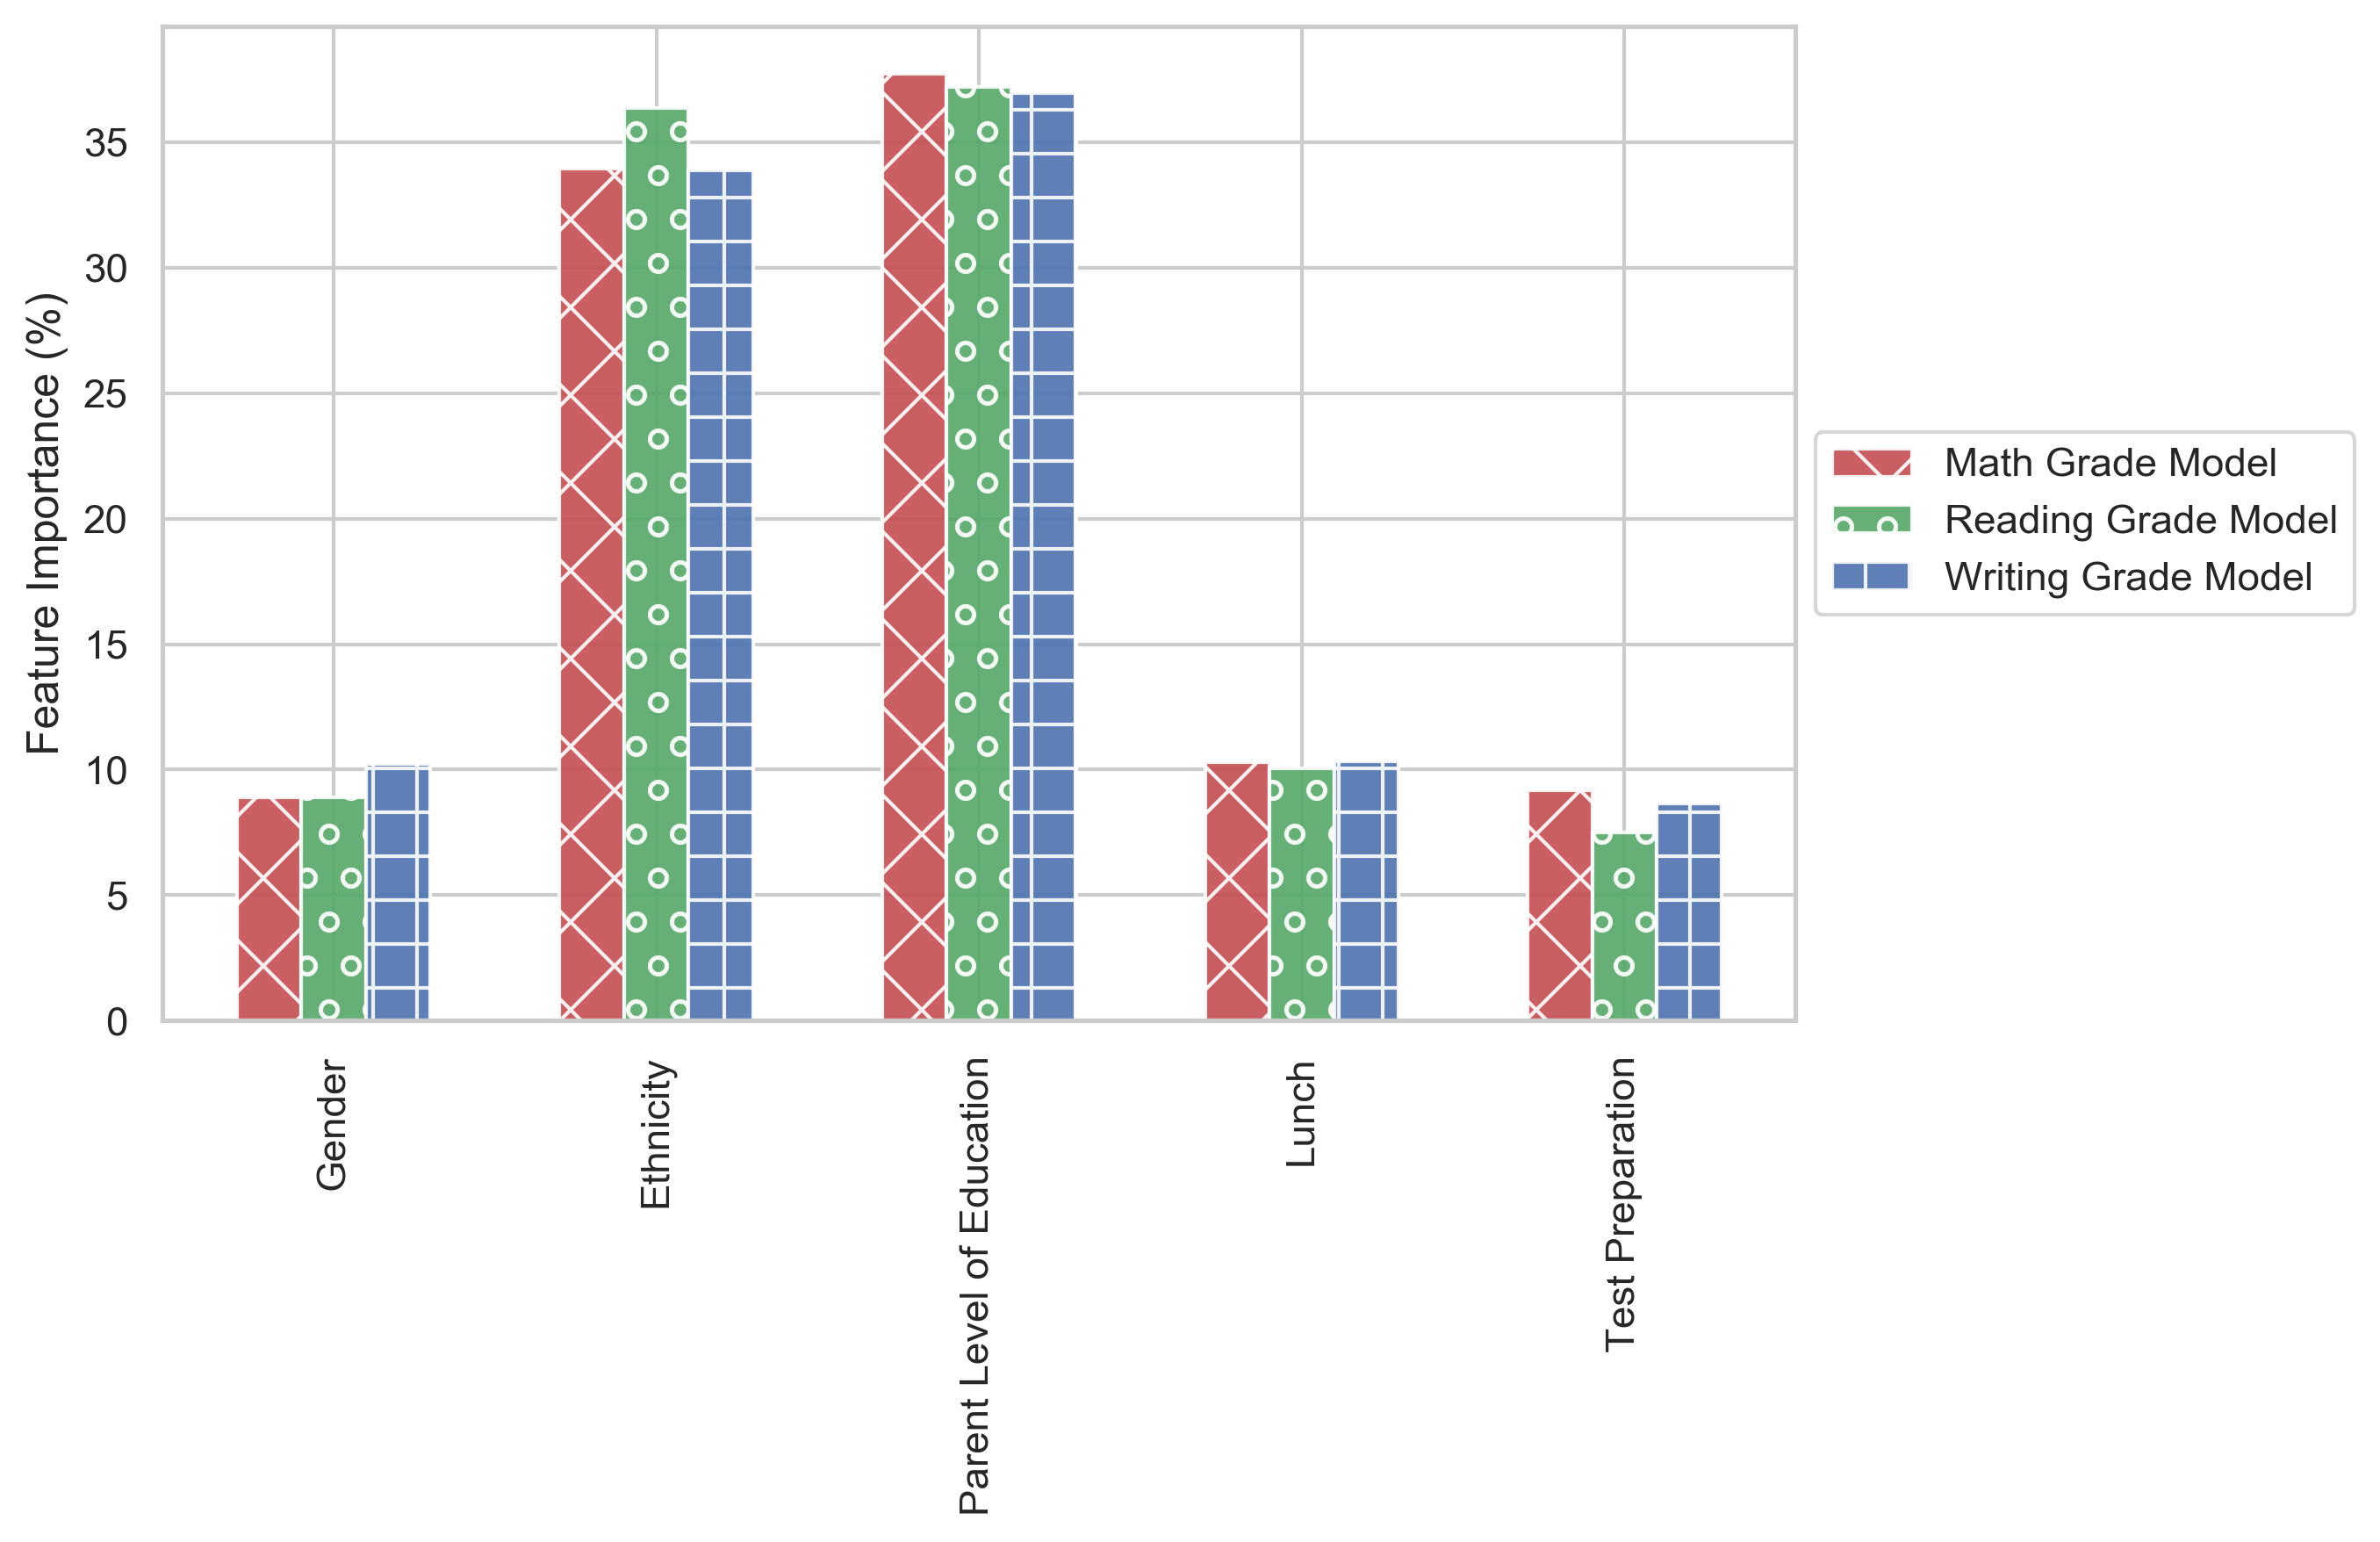 Feature Importance (%)
35
30
25
20
15
10
5
0
Gender
Ethnicity
Parent Level of Education
Lunch
Test Preparation
Math Grade Model
Reading Grade Model
Writing Grade Model